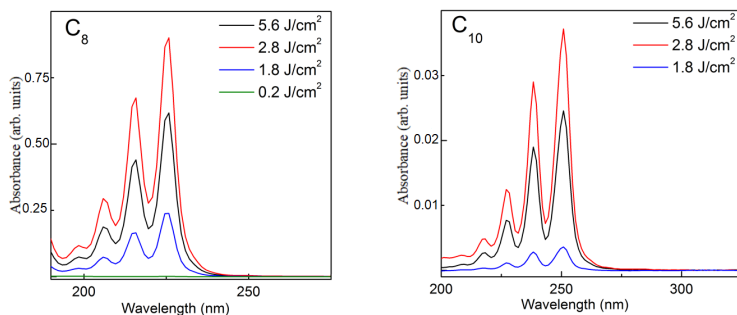 C₈
5.6 J/cm²
2.8 J/cm²
1.8 J/cm²
0.2 J/cm²
Absorbance (arb. units)
0.75
0.50
0.25
200 250
Wavelength (nm)
C₁₀
5.6 J/cm²
2.8 J/cm²
1.8 J/cm²
Absorbance (arb. units)
0.03
0.02
0.01
200 250 300
Wavelength (nm)